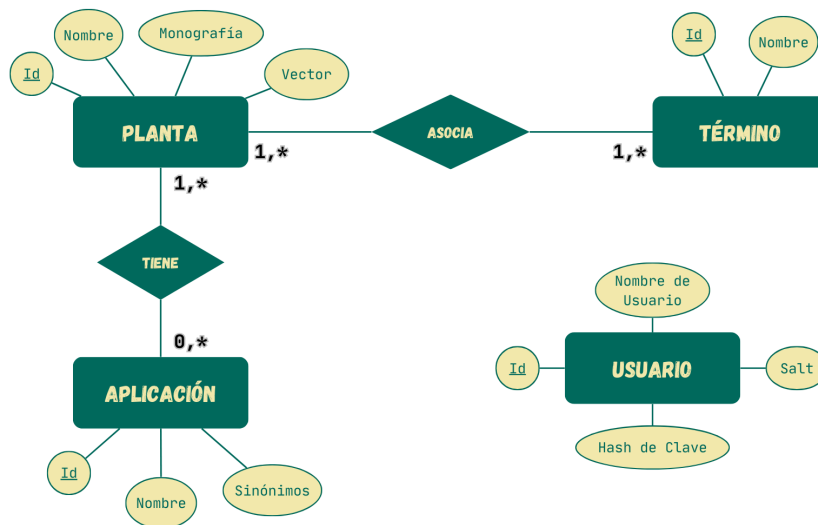 Nombre
Monografía
Id
Vector
PLANTA
1,*
1,*
ASOCIA
1,*
Id
Nombre
TÉRMINO
TIENE
0,*
APLICACIÓN
Id
Nombre
Sinónimos
Nombre de
Usuario
Id
USUARIO
Salt
Hash de Clave